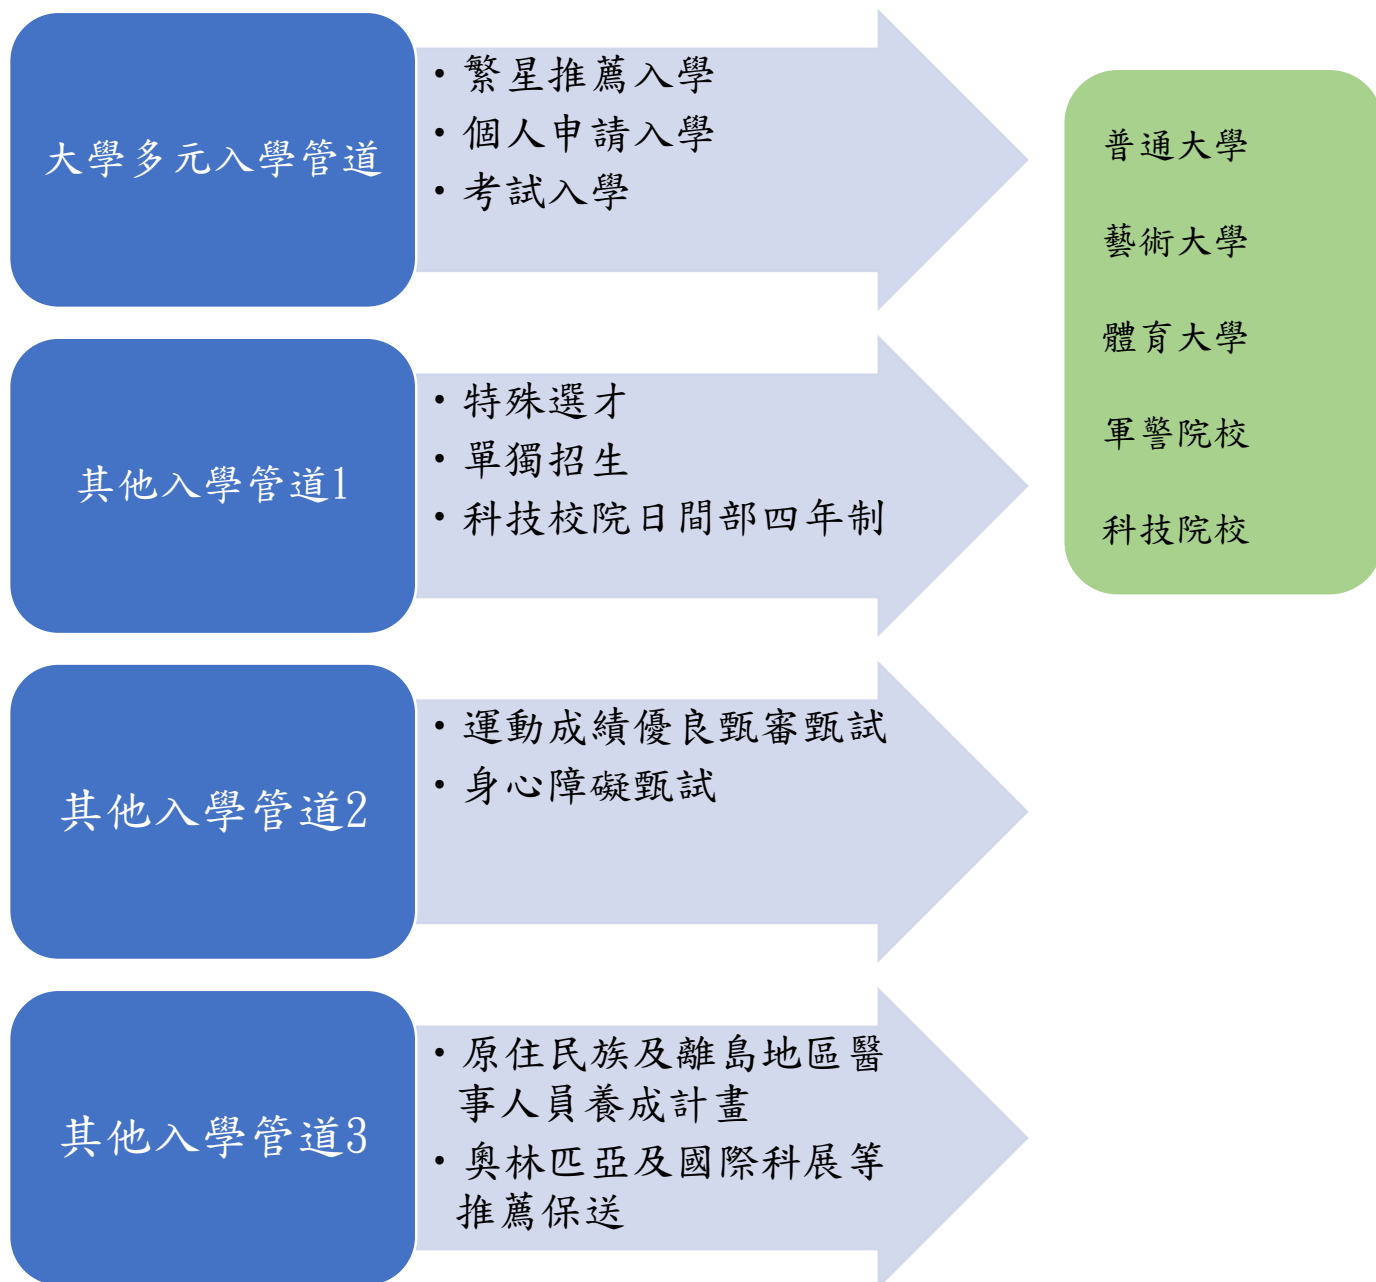 大學多元入學管道
・繁星推薦入學
・個人申請入學
・考試入學
其他入學管道1
・特殊選才
・單獨招生
・科技校院日間部四年制
其他入學管道2
・運動成績優良甄審甄試
・身心障礙甄試
其他入學管道3
・原住民族及離島地區醫
事人員養成計畫
・奧林匹亞及國際科展等
推薦保送
普通大學
藝術大學
體育大學
軍警院校
科技院校